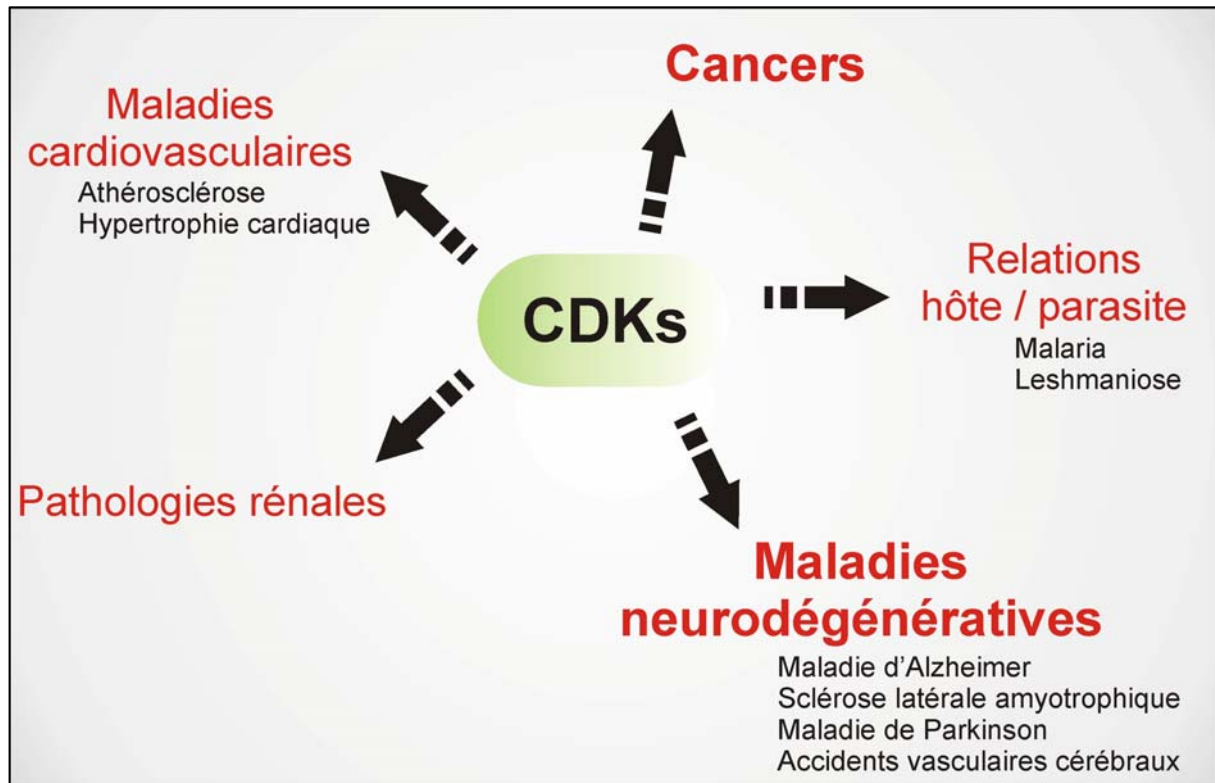 Cancers
Maladies
cardiovasculaires
Athérosclérose
Hypertrophie cardiaque
CDKs
Relations
hôte / parasite
Malaria
Leshmaniose
Pathologies rénales
Maladies
neurodégénératives
Maladie d'Alzheimer
Sclérose latérale amyotrophique
Maladie de Parkinson
Accidents vasculaires cérébraux